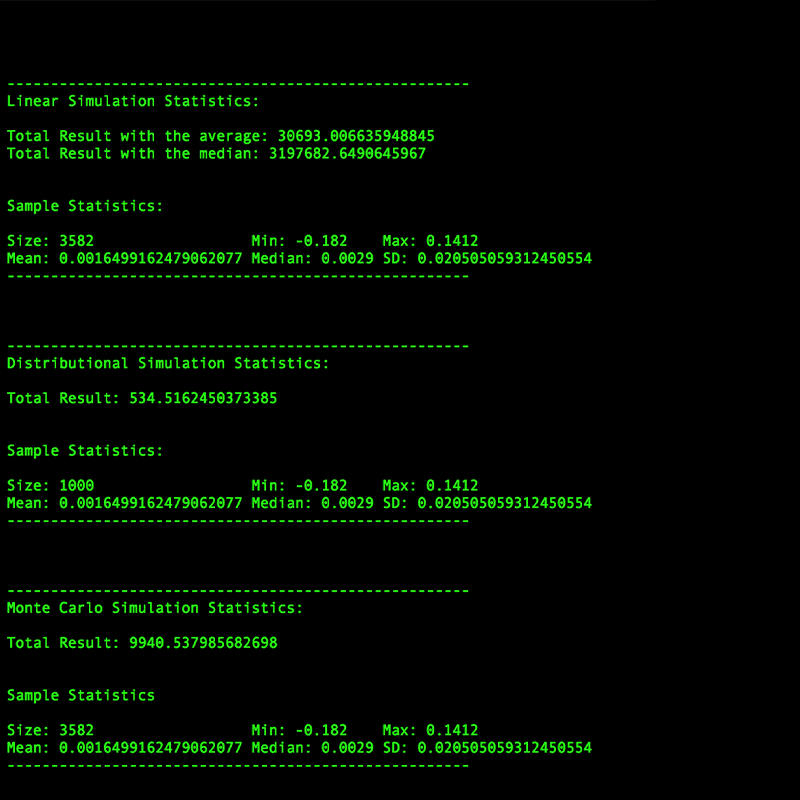 -----------------------------------------------------
Linear Simulation Statistics:
Total Result with the average: 30693.006635948845
Total Result with the median: 3197682.6490645967
Sample Statistics:
Size: 3582                  Min: -0.182    Max: 0.1412
Mean: 0.0016499162479062077 Median: 0.0029 SD: 0.020505059312450554
-----------------------------------------------------
-----------------------------------------------------
Distributional Simulation Statistics:
Total Result: 534.5162450373385
Sample Statistics:
Size: 1000                  Min: -0.182    Max: 0.1412
Mean: 0.0016499162479062077 Median: 0.0029 SD: 0.020505059312450554
-----------------------------------------------------
-----------------------------------------------------
Monte Carlo Simulation Statistics:
Total Result: 9940.537985682698
Sample Statistics
Size: 3582                  Min: -0.182    Max: 0.1412
Mean: 0.0016499162479062077 Median: 0.0029 SD: 0.020505059312450554
-----------------------------------------------------